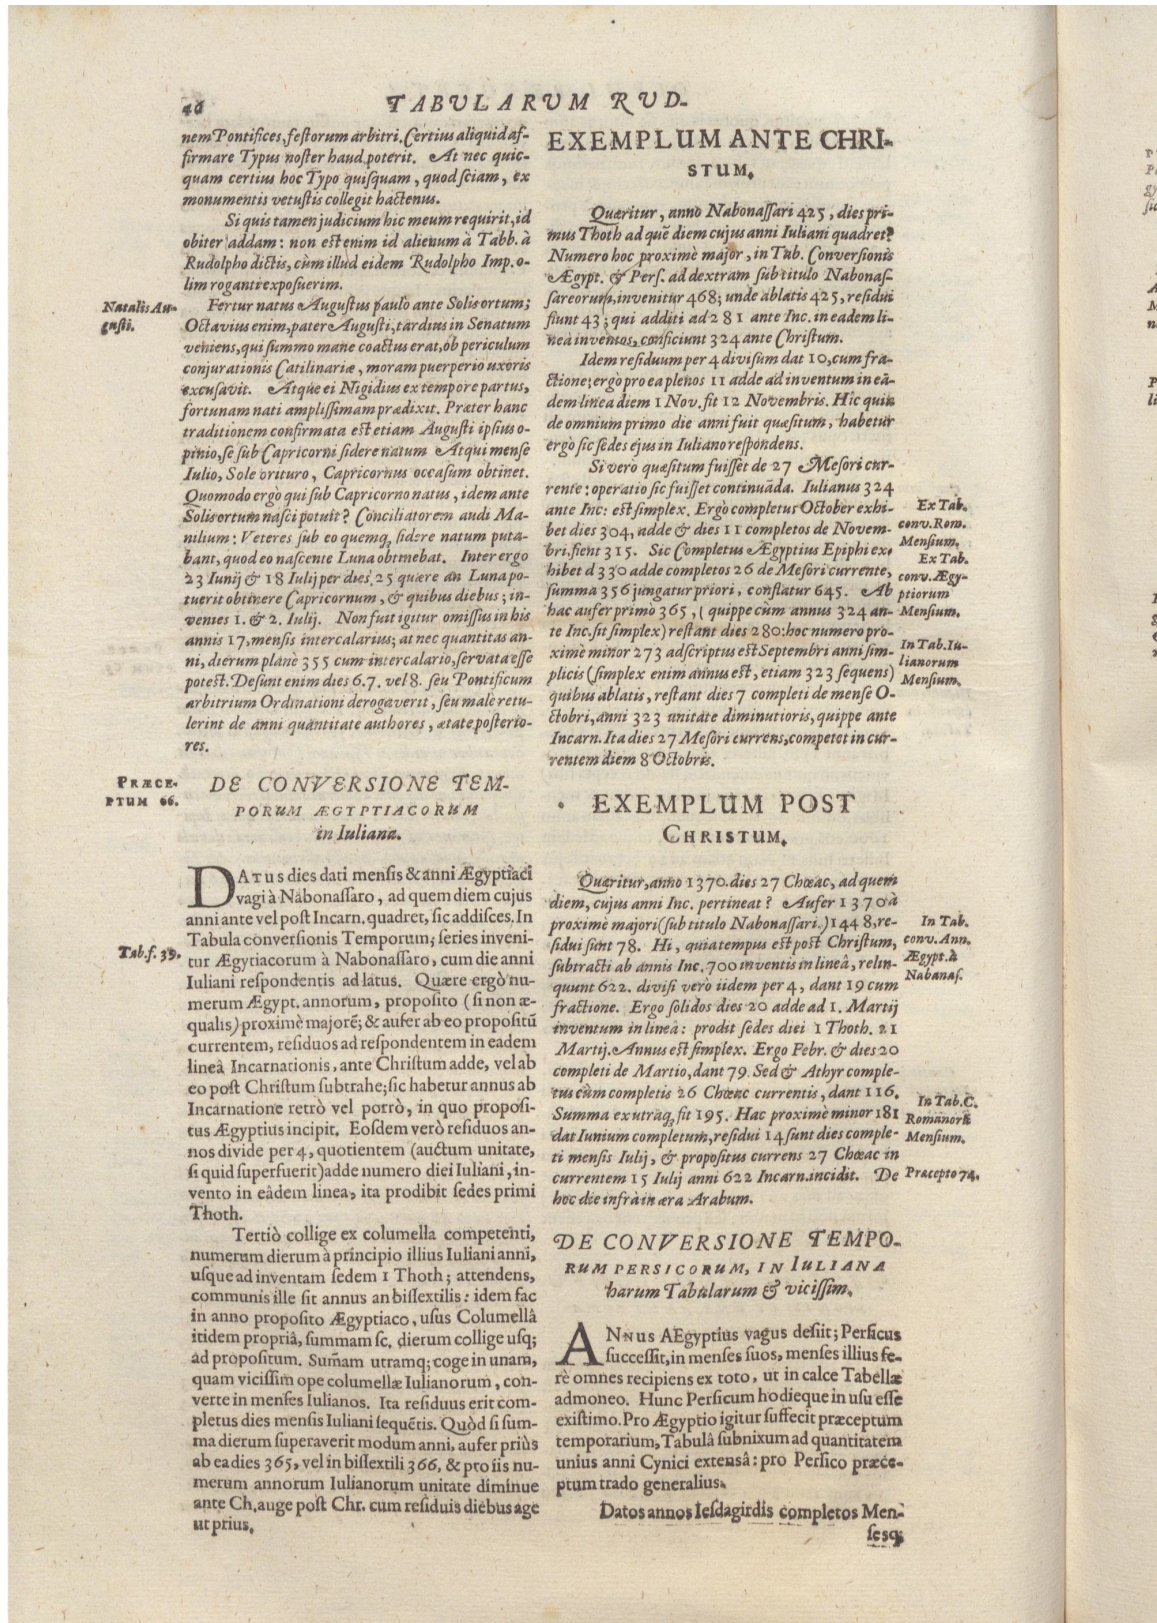 46
TABULARUM RUD.
nem Pontifices, festorum arbitri. Certius aliquid af-
firmare Typus noster haud poterit. At nec quic-
quam certius hoc Typo quisquam, quod sciam, ex
monumentis vetustis collegit hactenus.
Si quis tamen judicium hic meum requirit, id
obiter addam: non est enim id alienum à Tabb. à
Rudolpho dictis, cùm illud eidem Rudolpho Imp. o-
lim roganti exposuerim.
Natalis Au-
gusti.
Fertur natus Augustus paulo ante Solis ortum;
Octavius enim, pater Augusti, tardius in Senatum
veniens, qui summo mane coactus erat, ob periculum
conjurationis Catilinariæ, moram puerperio uxoris
excusavit. Atque ei Nigidius ex tempore partus,
fortunam nati amplissimam prædixit. Præter hanc
traditionem confirmata est etiam Augusti ipsius o-
pinio, se sub Capricorni sidere natum Atqui mense
Iulio, Sole orituro, Capricornus occasum obtinet.
Quomodo ergò qui sub Capricorno natus, idem ante
Solis ortum nasci potuit? Conciliatorem audi Ma-
nilium: Veteres sub eo quemq; sidere natum puta-
bant, quod eo nascente Luna obtinebat. Inter ergo
23 Iunij & 18 Iulij per dies 25 quære an Luna po-
tuerit obtinere Capricornum, & quibus diebus; in-
venies 1. & 2. Iulij. Non fuit igitur omissus in his
annis 17, mensis intercalarius; at nec quantitas an-
ni, dierum planè 355 cum intercalario, servata esse
potest. Desunt enim dies 6. 7. vel 8. seu Pontificum
arbitrium Ordinationi derogaverit, seu male retu-
lerint de anni quantitate authores, ætate posterio-
res.
PRÆCE-
PTUM 66.
DE CONVERSIONE TEM-
PORUM ÆGYPTIACORUM
in Iuliana.
DATUS dies dati mensis & anni Ægyptiaci
vagi à Nabonassaro, ad quem diem cujus
anni ante vel post Incarn. quadret, sic addisces. In
Tab. f. 39.
Tabula conversionis Temporum; series inveni-
tur Ægytiacorum à Nabonassaro, cum die anni
Iuliani respondentis ad latus. Quære ergò nu-
merum Ægypt. annorum, proposito (si non æ-
qualis) proximè majorẽ; & aufer ab eo propositũ
currentem, residuos ad respondentem in eadem
lineâ Incarnationis, ante Christum adde, vel ab
eo post Christum subtrahe; sic habetur annus ab
Incarnatione retrò vel porrò, in quo proposi-
tus Ægyptius incipit. Eosdem verò residuos an-
nos divide per 4, quotientem (auctum unitate,
si quid superfuerit) adde numero diei Iuliani, in-
vento in eâdem linea, ita prodibit sedes primi
Thoth.
Tertiò collige ex columella competenti,
numerum dierum à principio illius Iuliani anni,
usque ad inventam sedem 1 Thoth; attendens,
communis ille sit annus an bissextilis: idem fac
in anno proposito Ægyptiaco, usus Columellâ
itidem propriâ, summam sc. dierum collige usq;
ad propositum. Sum̃am utramq; coge in unam,
quam vicissim ope columellæ Iulianorum, con-
verte in menses Iulianos. Ita residuus erit com-
pletus dies mensis Iuliani sequẽtis. Quòd si sum-
ma dierum superaverit modum anni, aufer priùs
ab ea dies 365, vel in bissextili 366, & pro iis nu-
merum annorum Iulianorum unitate diminue
ante Ch. auge post Chr. cum residuis diebus age
ut prius.
EXEMPLUM ANTE CHRI-
STUM.
Quæritur, anno Nabonassari 425, dies pri-
mus Thoth ad quẽ diem cujus anni Iuliani quadret?
Numero hoc proximè major, in Tab. Conversionis
Ægypt. & Pers. ad dextram sub titulo Nabonas-
sareorum, invenitur 468; unde ablatis 425, residui
fiunt 43; qui additi ad 281 ante Inc. in eadem li-
neâ inventos, conficiunt 324 ante Christum.
Idem residuum per 4 divisum dat 10, cum fra-
ctione; ergò pro ea plenos 11 adde ad inventum in eâ-
dem linea diem 1 Nov. fit 12 Novembris. Hic quia
de omnium primo die anni fuit quæsitum, habetur
ergò sic sedes ejus in Iuliano respondens.
Si verò quæsitum fuisset de 27 Mesori cur-
rente: operatio sic fuisset continuãda. Iulianus 324
ante Inc: est simplex. Ergò completus October exhi-
bet dies 304, adde & dies 11 completos de Novem-
bri, fient 315. Sic Completus Ægyptius Epiphi ex-
hibet d 330 adde completos 26 de Mesori currente,
summa 356 jungatur priori, conflatur 645. Ab
hac aufer primò 365, (quippe cùm annus 324 an-
te Inc. sit simplex) restant dies 280: hoc numero pro-
ximè minor 273 adscriptus est Septembri anni sim-
plicis (simplex enim annus est, etiam 323 sequens)
quibus ablatis, restant dies 7 completi de mense O-
ctobri, anni 323 unitate diminutioris, quippe ante
Incarn. Ita dies 27 Mesori currens, competet in cur-
rentem diem 8 Octobris.
Ex Tab.
conv. Rom.
Mensium.
Ex Tab.
conv. Ægy-
ptiorum
Mensium.
In Tab. Iu-
lianorum
Mensium.
EXEMPLUM POST
CHRISTUM.
Quæritur, anno 1370. dies 27 Chœac, ad quem
diem, cujus anni Inc. pertineat? Aufer 1370 à
proximè majori (sub titulo Nabonassari.) 1448, re-
sidui sunt 78. Hi, quia tempus est post Christum,
subtracti ab annis Inc. 700 inventis in lineâ, relin-
quunt 622. divisi verò iidem per 4, dant 19 cum
fractione. Ergo solidos dies 20 adde ad 1. Martij
inventum in linea: prodit sedes diei 1 Thoth. 21
Martij. Annus est simplex. Ergo Febr. & dies 20
completi de Martio, dant 79. Sed & Athyr comple-
tus cum completis 26 Chœac currentis, dant 116.
Summa ex utraq; fit 195. Hac proximè minor 181
dat Iunium completum, residui 14 sunt dies comple-
ti mensis Iulij, & propositus currens 27 Chœac in
currentem 15 Iulij anni 622 Incarn. incidit. De
hoc die infrà in æra Arabum.
In Tab.
conv. Ann.
Ægypt. à
Nabanas.
In Tab. C.
Romanorũ
Mensium.
Præcepto 74.
DE CONVERSIONE TEMPO-
RUM PERSICORUM, IN IULIANA
harum Tabularum & vicissim.
ANNUS AEgyptius vagus desiit; Persicus
successit, in menses suos, menses illius fe-
rè omnes recipiens ex toto, ut in calce Tabellæ
admoneo. Hunc Persicum hodieque in usu esse
existimo. Pro Ægyptio igitur suffecit præceptum
temporarium, Tabulâ subnixum ad quantitatem
unius anni Cynici extensâ: pro Persico præce-
ptum trado generalius.
Datos annos Iesdagirdis completos Men-
sesq;